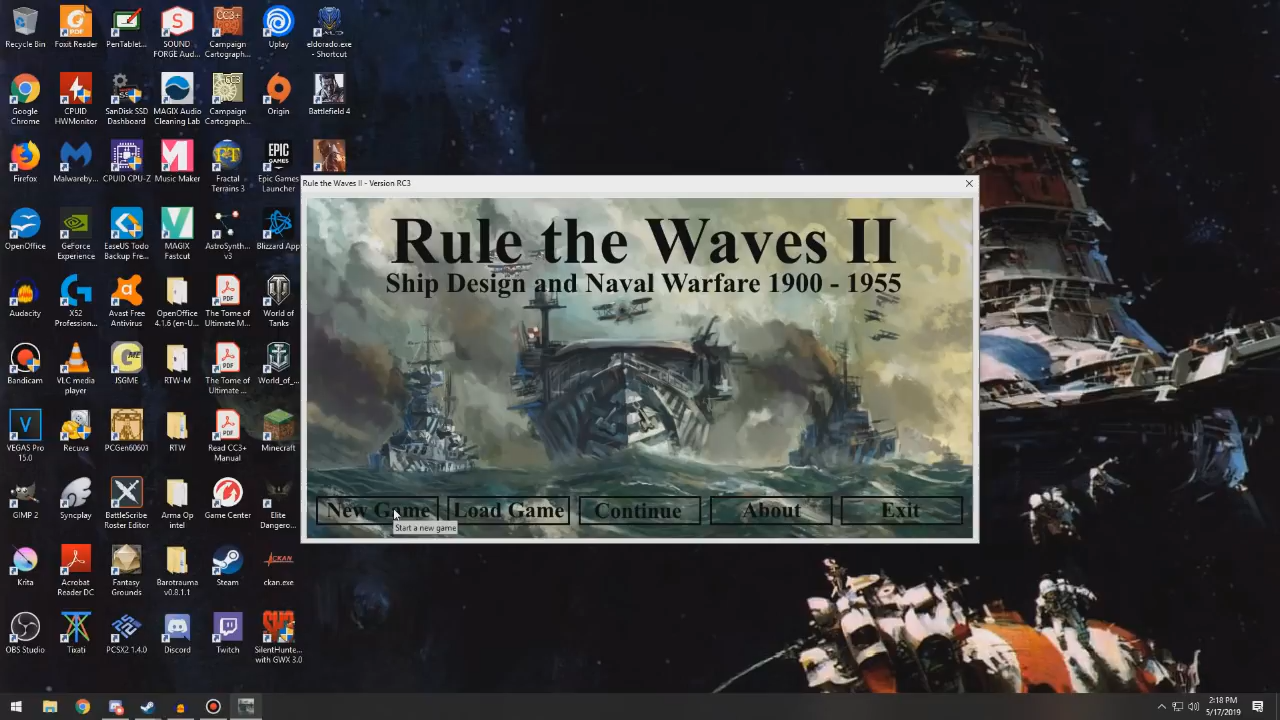 Recycle Bin
Foxit Reader
PenTablet...
SOUND
FORGE Aud...
Campaign
Cartograph...
Uplay
eldorado.exe
- Shortcut
Google
Chrome
CPUID
HWMonitor
SanDisk SSD
Dashboard
MAGIX Audio
Cleaning Lab
Campaign
Cartograph...
Origin
Battlefield 4
Firefox
Malwareby...
CPUID CPU-Z
Music Maker
Fractal
Terrains 3
Epic Games
Launcher
OpenOffice
GeForce
Experience
EaseUS Todo
Backup Fre...
MAGIX
Fastcut
AstroSynth...
v3
Blizzard App
Audacity
X52
Profession...
Avast Free
Antivirus
OpenOffice
4.1.6 (en-U...
The Tome of
Ultimate M...
World of
Tanks
Bandicam
VLC media
player
JSGME
RTW-M
The Tome of
Ultimate ...
World_of_...
VEGAS Pro
15.0
Recuva
PCGen60601
RTW
Read CC3+
Manual
Minecraft
GIMP 2
Syncplay
BattleScribe
Roster Editor
Arma Op
intel
Game Center
Elite
Dangero...
Krita
Acrobat
Reader DC
Fantasy
Grounds
Barotrauma
v0.8.1.1
Steam
ckan.exe
OBS Studio
Tixati
PCSX2 1.4.0
Discord
Twitch
SilentHunte...
with GWX 3.0
Rule the Waves II - Version RC3
Rule the Waves II
Ship Design and Naval Warfare 1900 - 1955
New Game
Load Game
Continue
About
Exit
Start a new game
2:18 PM
5/17/2019